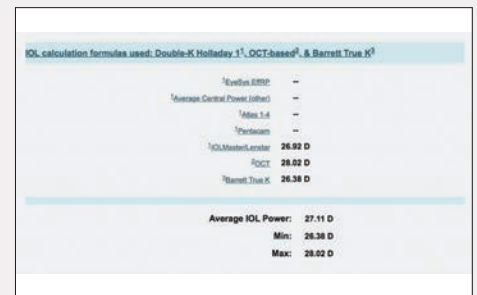 IOL calculation formulas used: Double-K Holladay 1¹, OCT-based², & Barrett True K³
¹EyeSys EffRP --
¹Average Central Power (other) --
¹Atlas 1-4 --
¹Pentacam --
¹IOLMaster/Lenstar 26.92 D
²OCT 28.02 D
³Barrett True K 26.38 D
Average IOL Power: 27.11 D
Min: 26.38 D
Max: 28.02 D